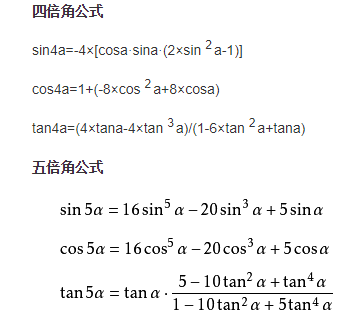 四倍角公式
sin4a=-4×[cosa·sina·(2×sin ²a-1)]
cos4a=1+(-8×cos ²a+8×cosa)
tan4a=(4×tana-4×tan ³a)/(1-6×tan ²a+tana)
五倍角公式
sin 5α = 16 sin⁵ α − 20 sin³ α + 5 sin α
cos 5α = 16 cos⁵ α − 20 cos³ α + 5 cos α
tan 5α = tan α · (5 − 10 tan² α + tan⁴ α)/(1 − 10 tan² α + 5 tan⁴ α)